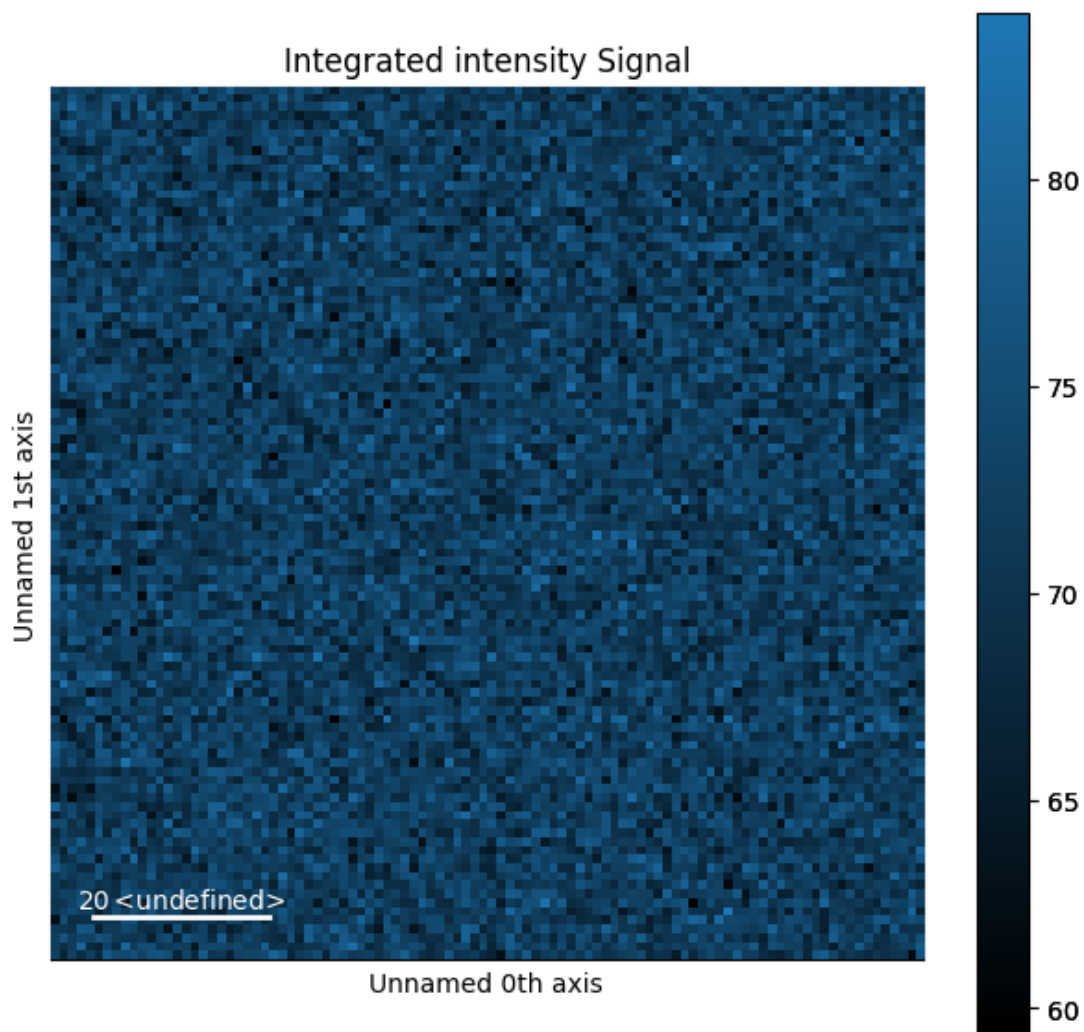 Integrated intensity Signal
80
75
70
65
60
Unnamed 1st axis
20 <undefined>
Unnamed 0th axis